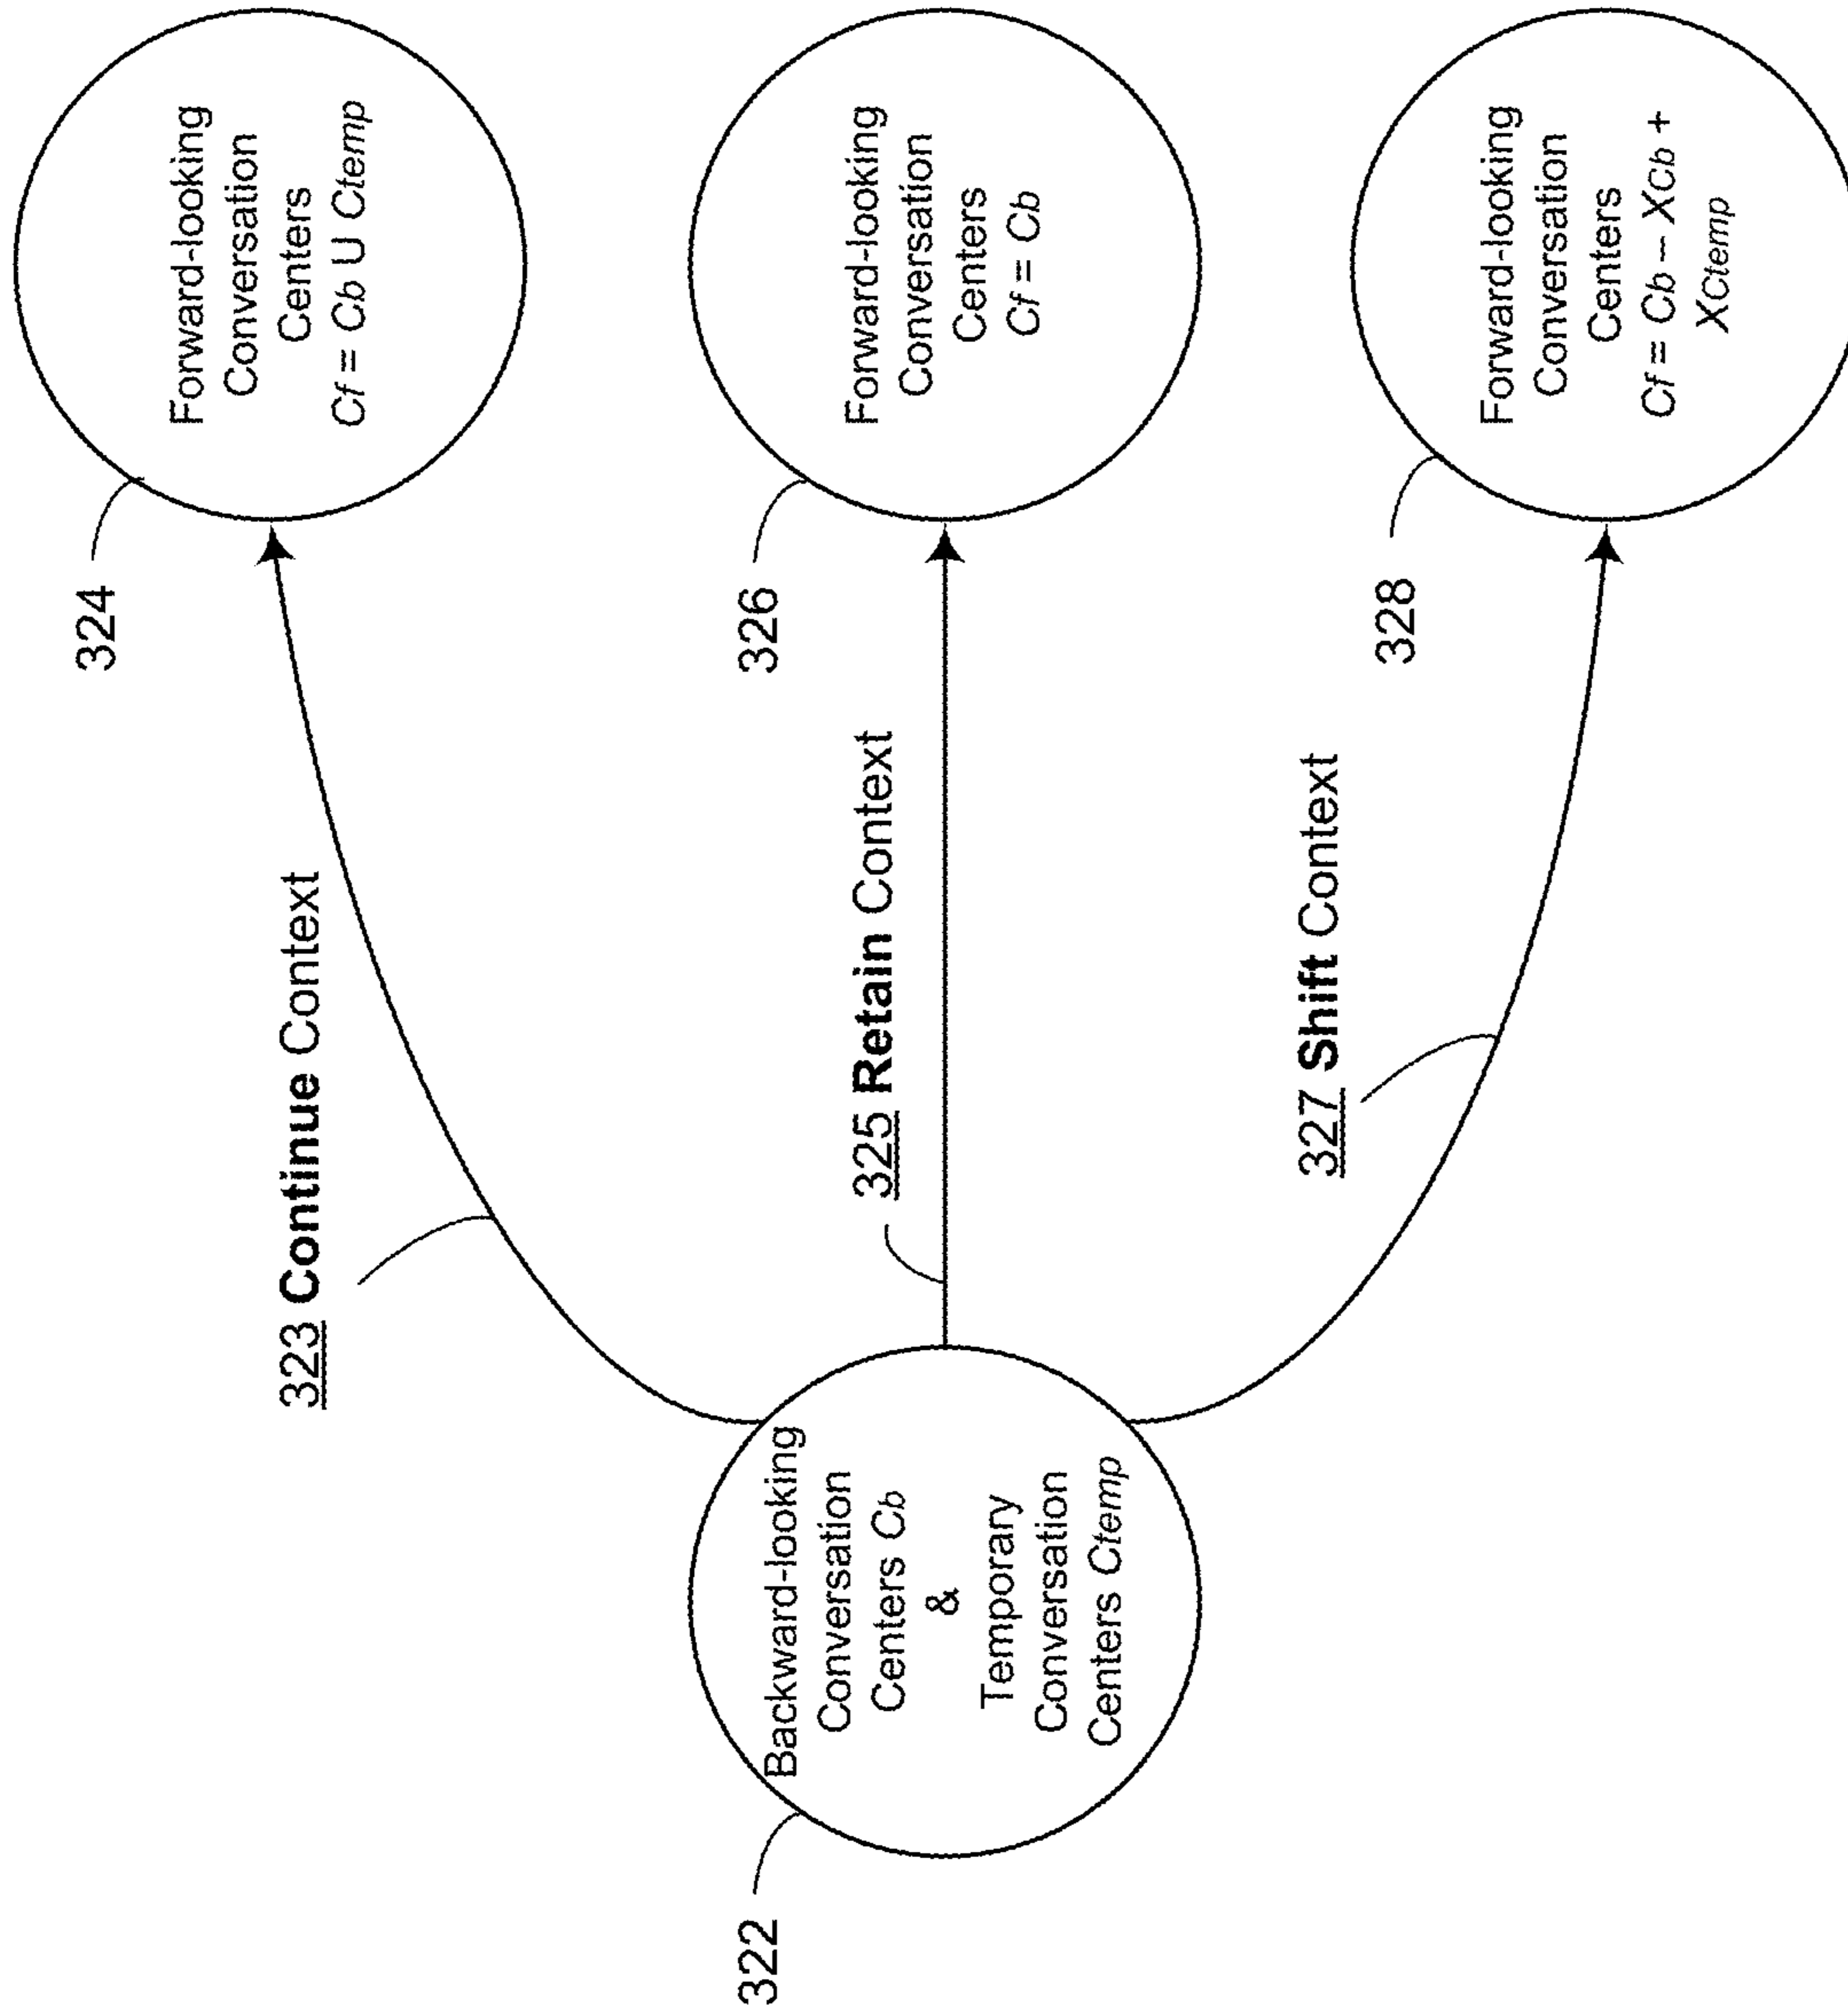 322
Backward-looking
Conversation
Centers Cb
&
Temporary
Conversation
Centers Ctemp
323 Continue Context
324
Forward-looking
Conversation
Centers
Cf = Cb U Ctemp
325 Retain Context
326
Forward-looking
Conversation
Centers
Cf = Cb
327 Shift Context
328
Forward-looking
Conversation
Centers
Cf = Cb – XCb +
XCtemp